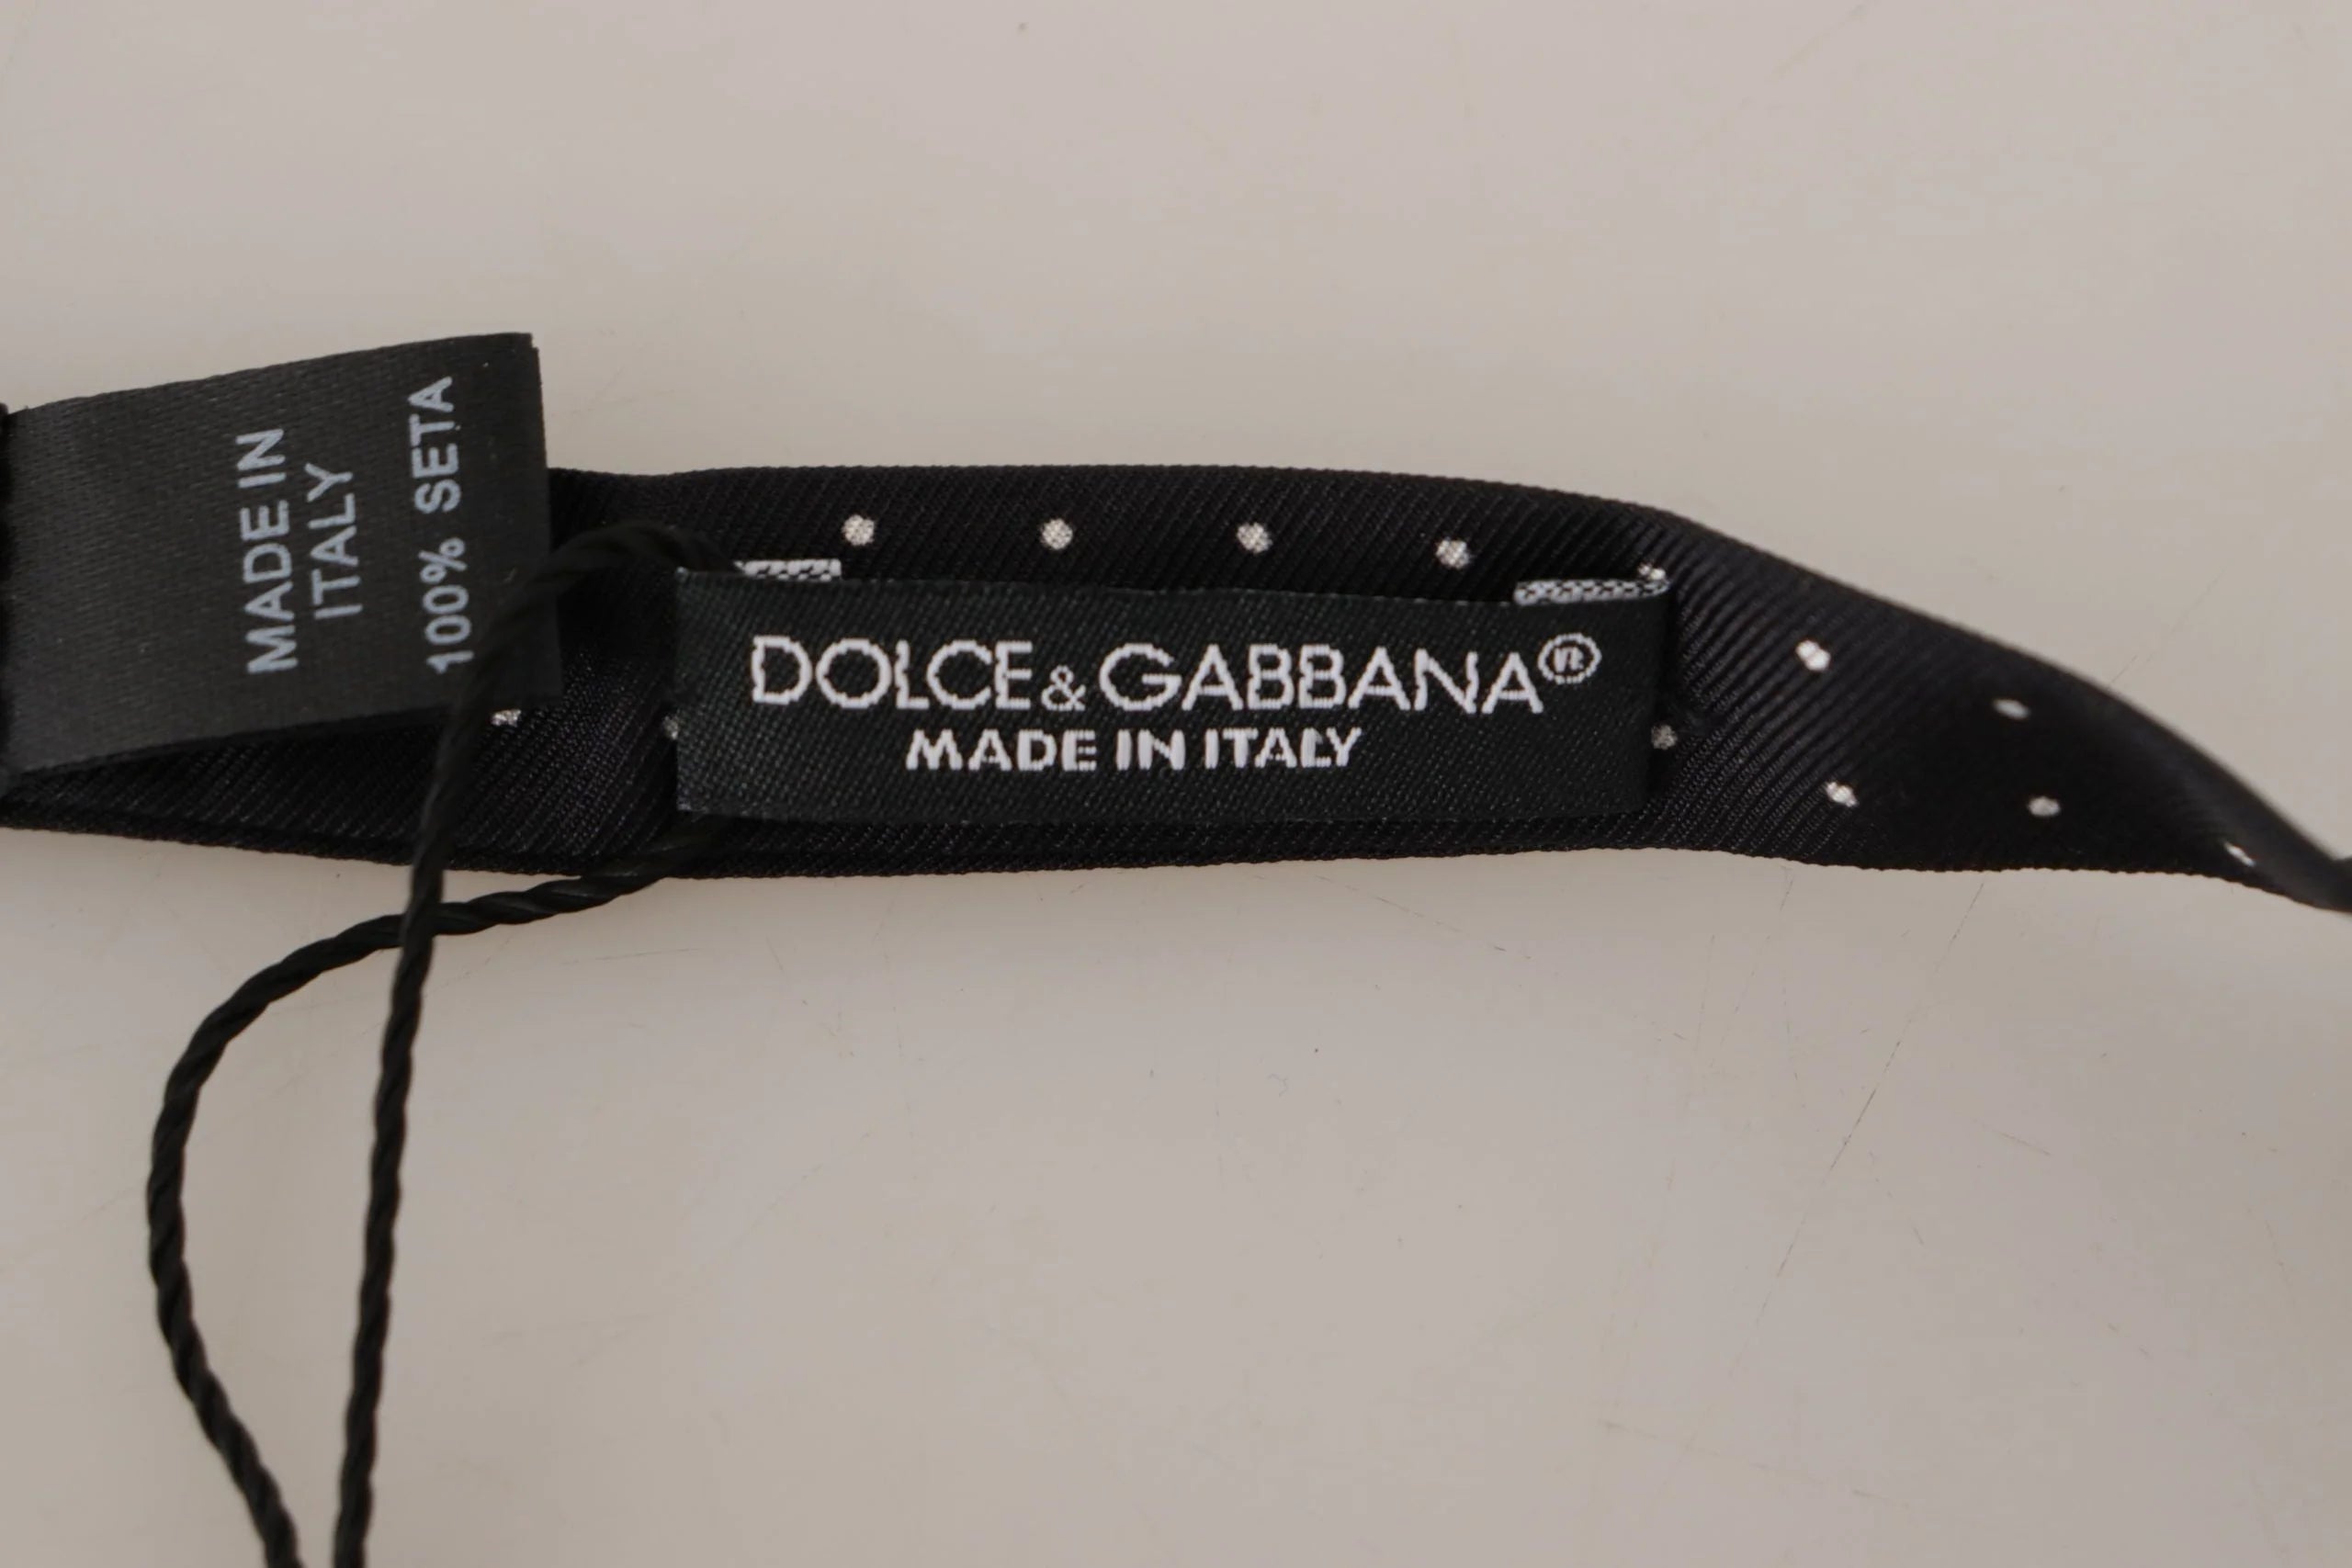 MADE IN
ITALY
100% SETA
DOLCE & GABBANA®
MADE IN ITALY